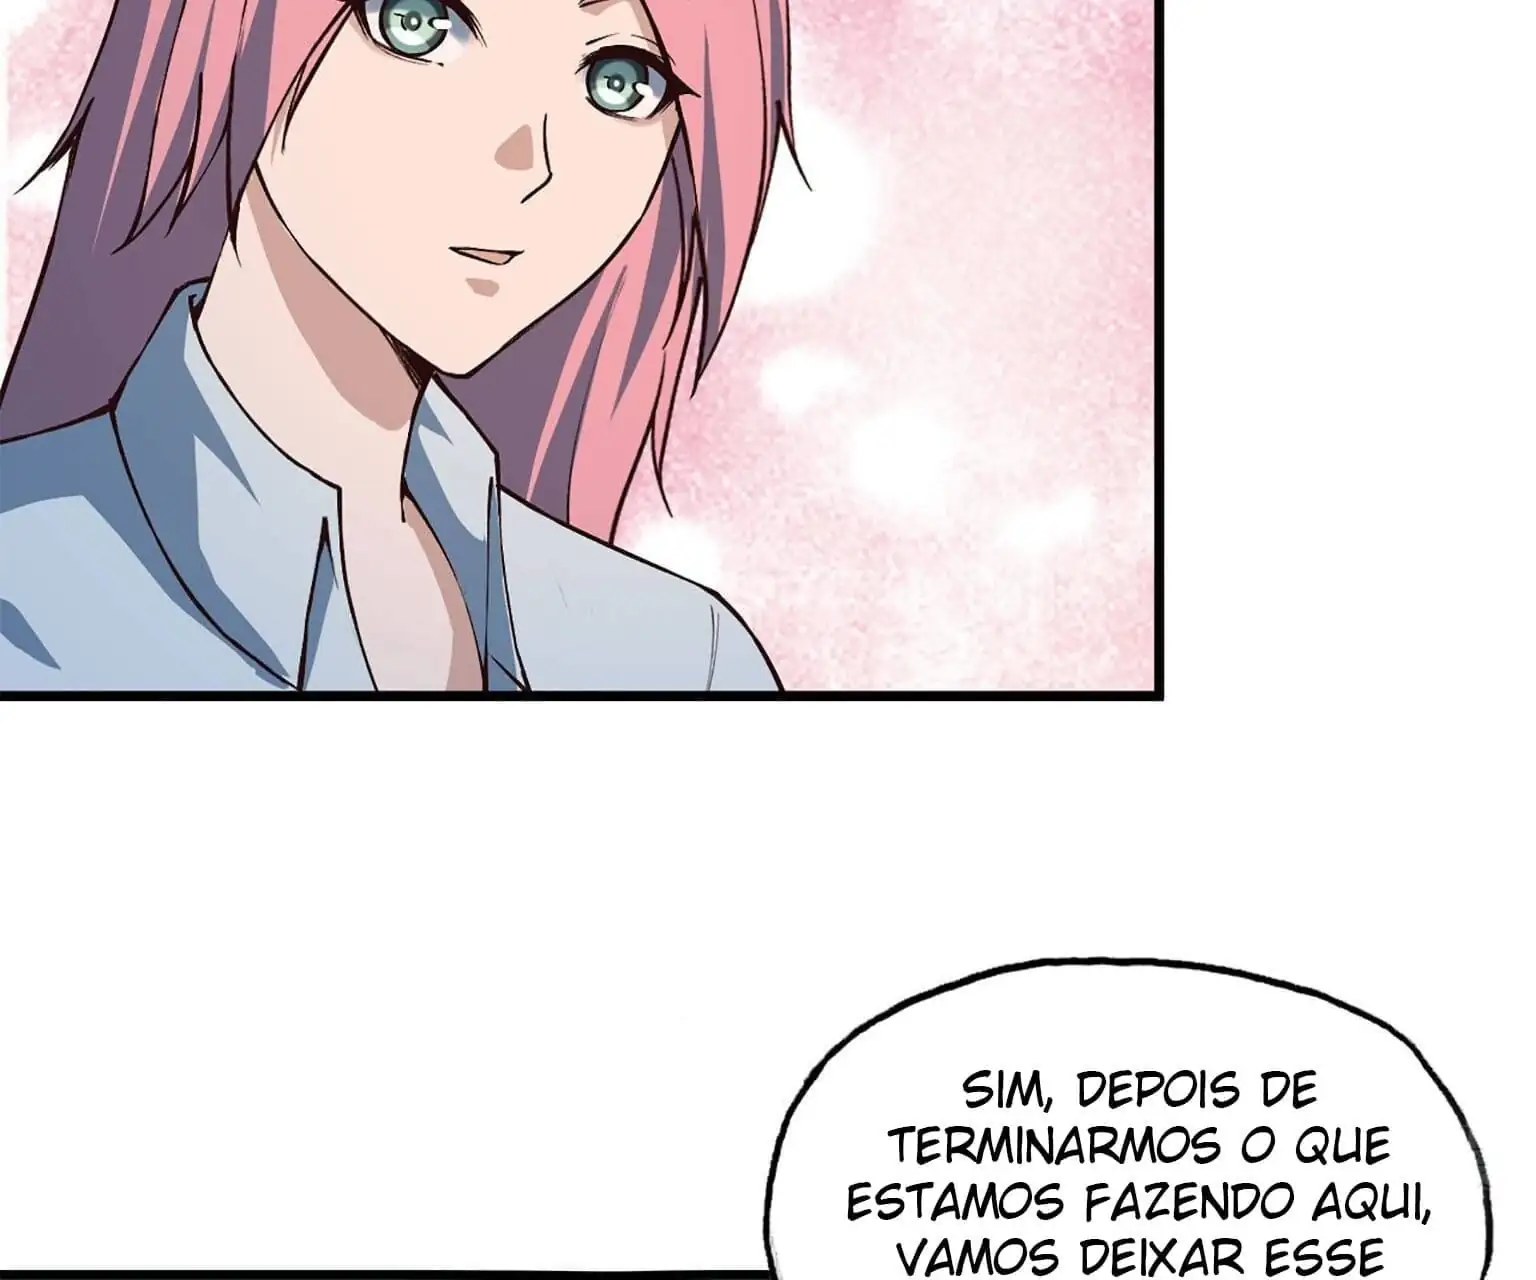 SIM, DEPOIS DE
TERMINARMOS O QUE
ESTAMOS FAZENDO AQUI,
VAMOS DEIXAR ESSE